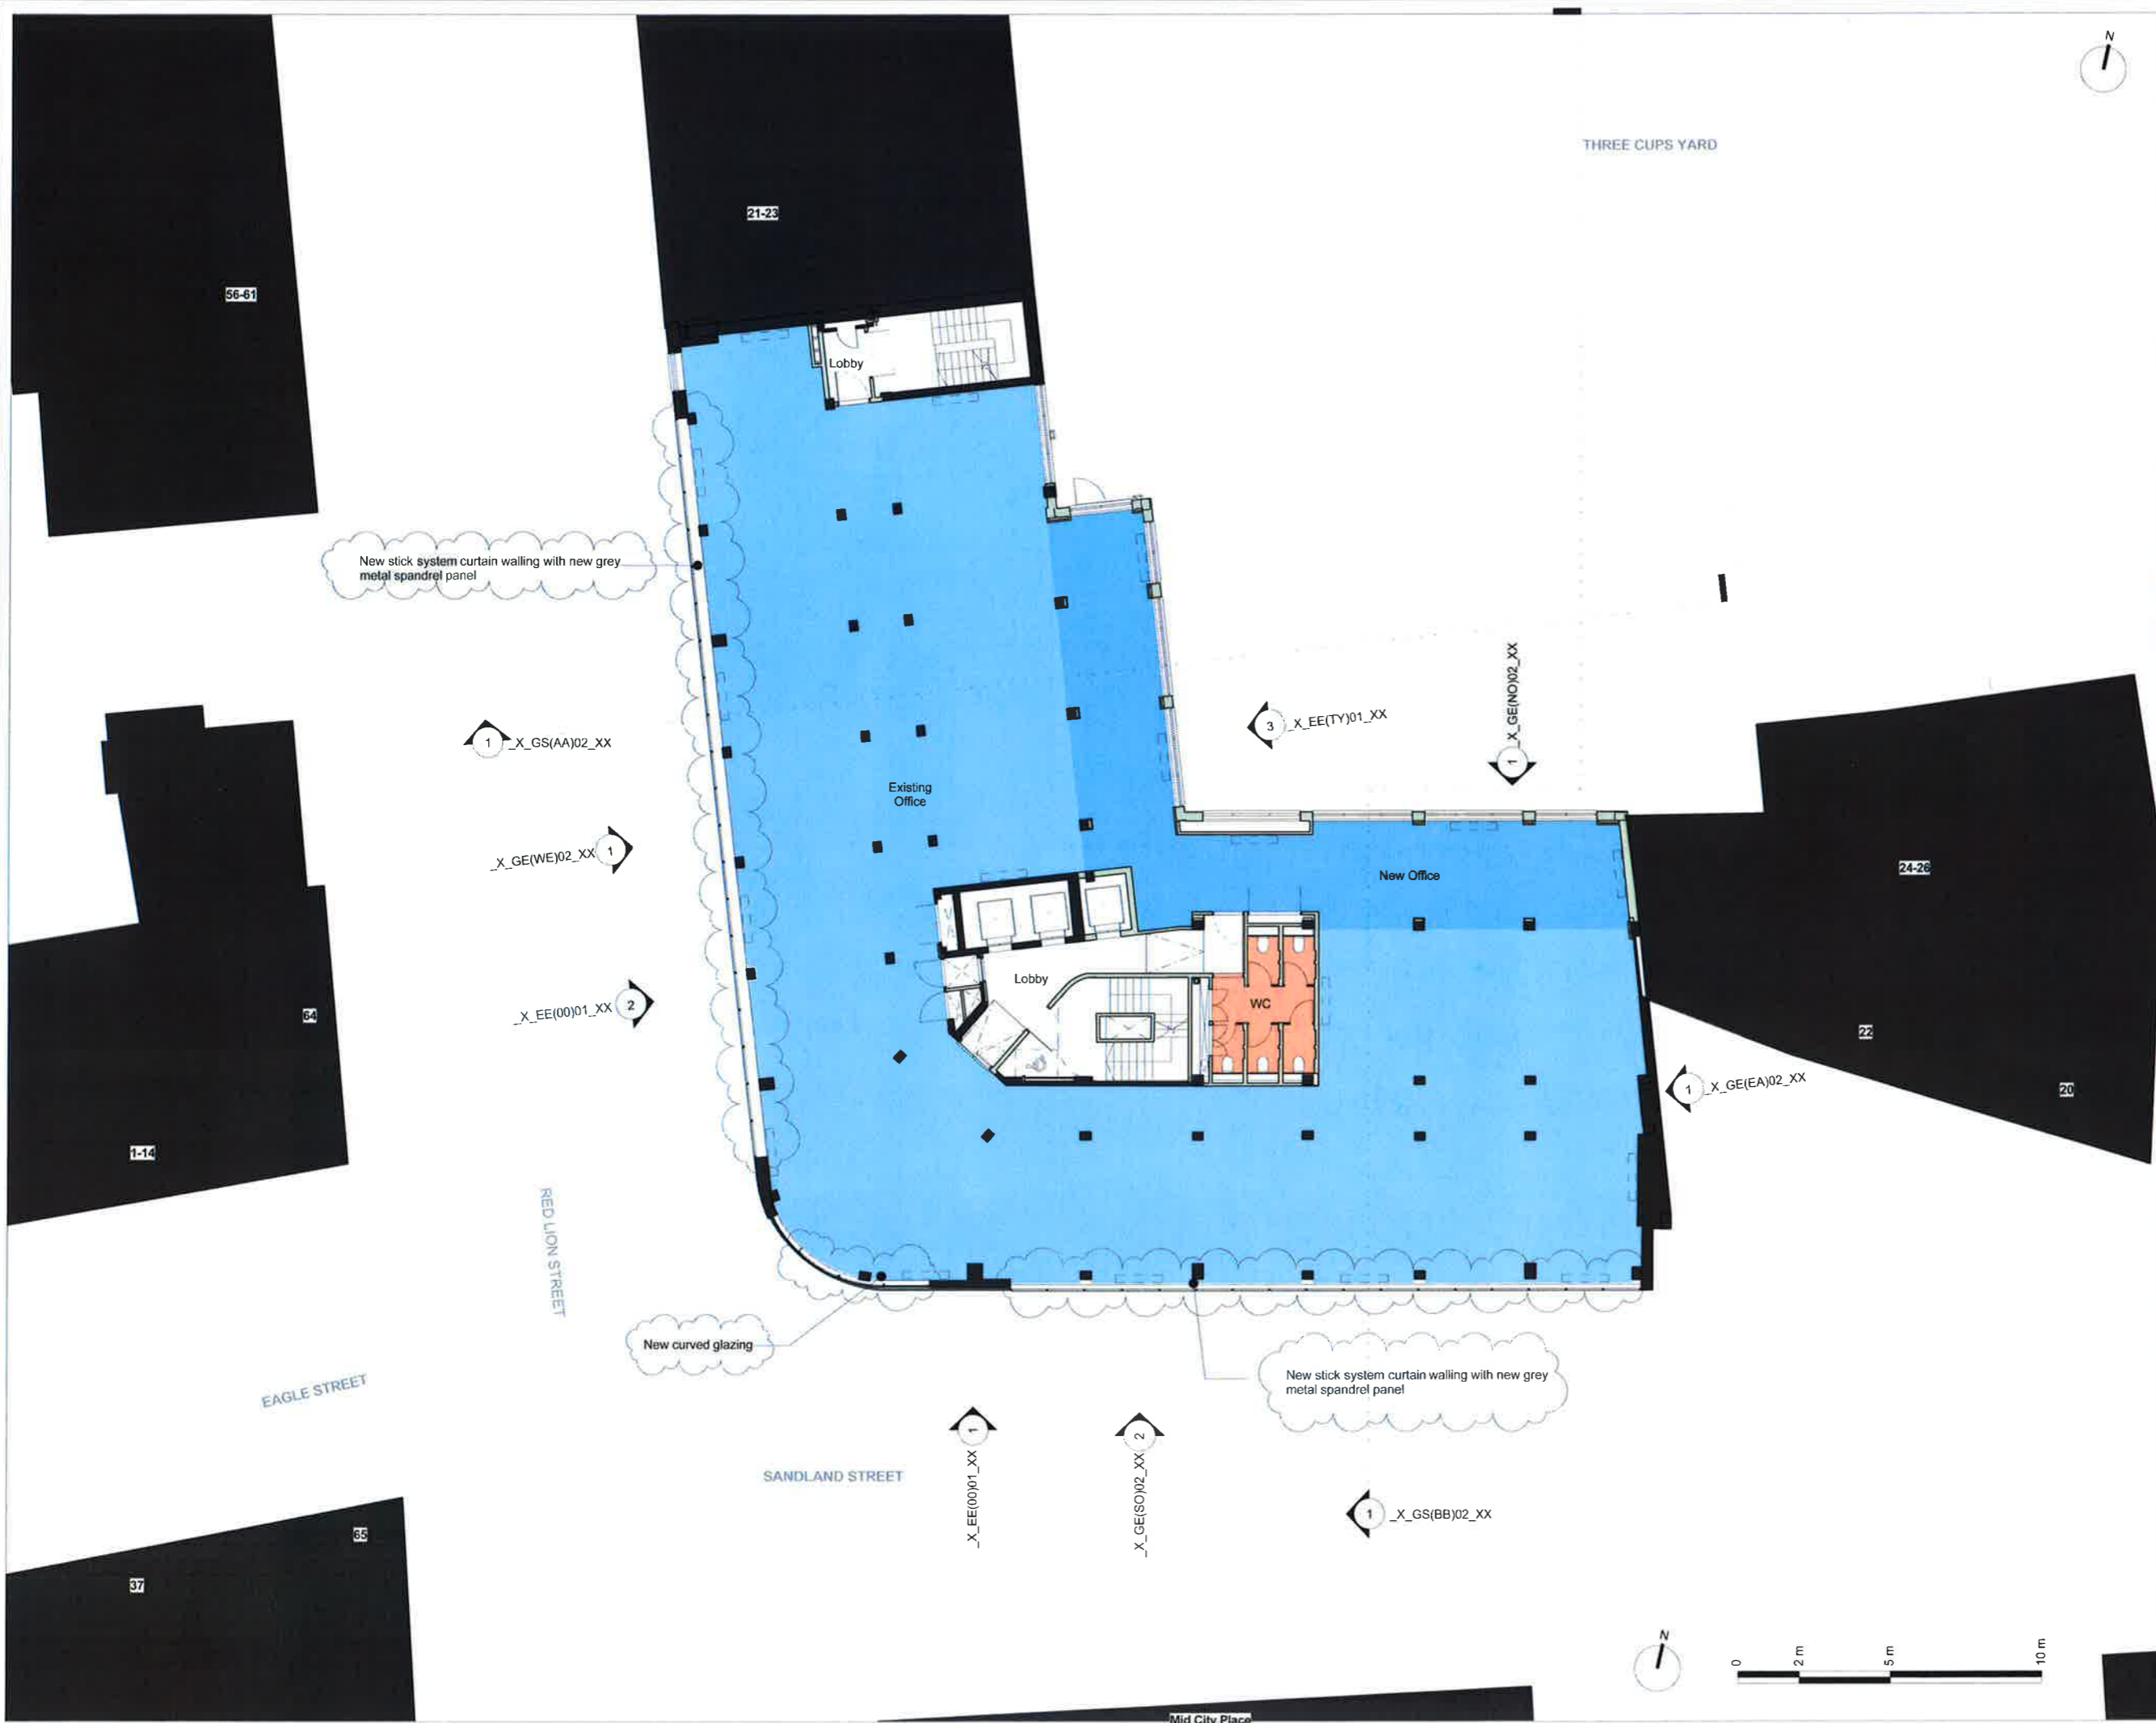 N
THREE CUPS YARD
21-23
56-61
Lobby
New stick system curtain walling with new grey
metal spandrel panel
_X_GE(NO)02_XX
1
3
_X_EE(TY)01_XX
1
_X_GS(AA)02_XX
Existing
Office
_X_GE(WE)02_XX
1
New Office
24-26
Lobby
WC
_X_EE(00)01_XX
2
64
22
1
_X_GE(EA)02_XX
20
1-14
RED LION STREET
New curved glazing
New stick system curtain walling with new grey
metal spandrel panel
EAGLE STREET
1
_X_EE(00)01_XX
2
_X_GE(SO)02_XX
SANDLAND STREET
1
_X_GS(BB)02_XX
65
37
N
0
2 m
5 m
10 m
Mid City Place